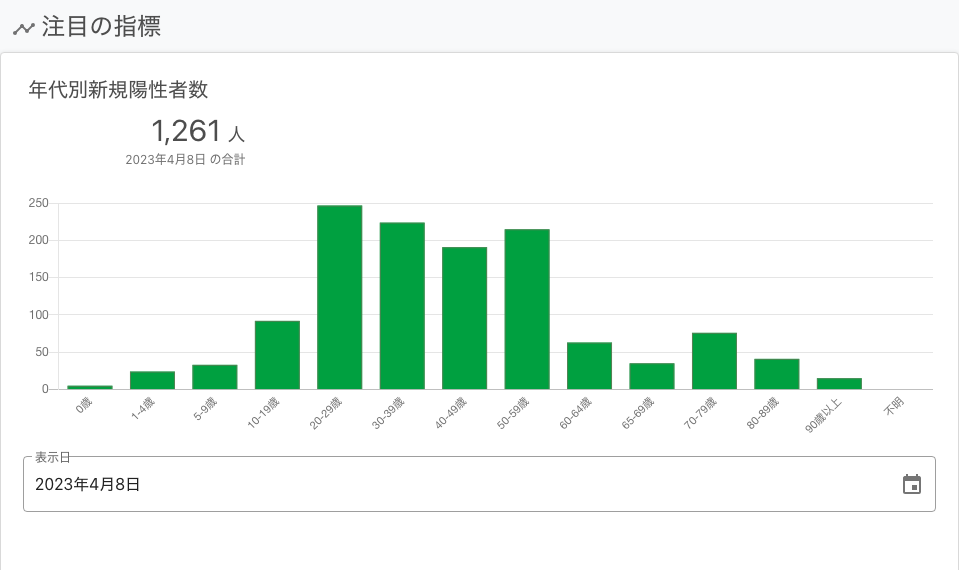 注目の指標
年代別新規陽性者数
1,261 人
2023年4月8日 の合計
250
200
150
100
50
0
0歳 1-4歳 5-9歳 10-19歳 20-29歳 30-39歳 40-49歳 50-59歳 60-64歳 65-69歳 70-79歳 80-89歳 90歳以上 不明
表示日
2023年4月8日